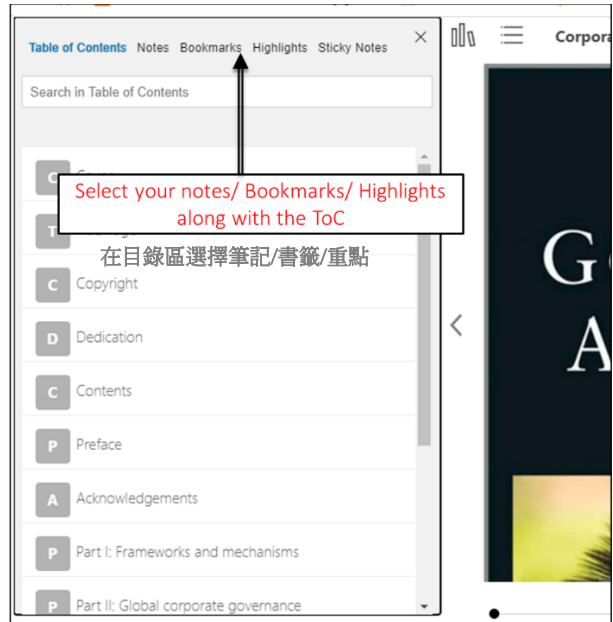 Table of Contents Notes Bookmarks Highlights Sticky Notes
Corpor
Search in Table of Contents
C
Select your notes/ Bookmarks/ Highlights
along with the ToC
T
在目錄區選擇筆記/書籤/重點
C Copyright
D Dedication
C Contents
P Preface
A Acknowledgements
P Part I: Frameworks and mechanisms
P Part II: Global corporate governance
G
A